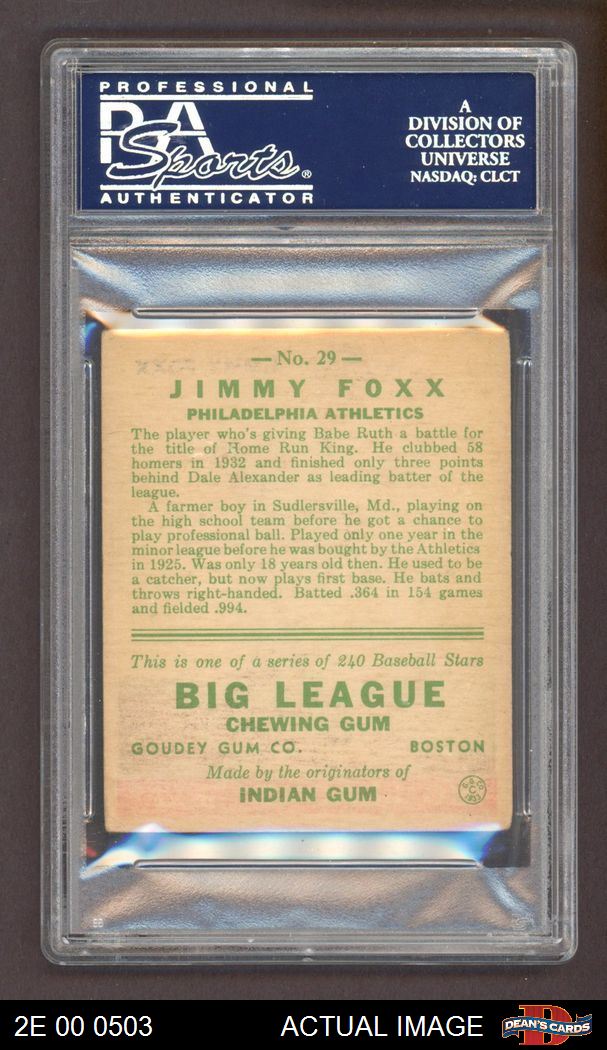 PROFESSIONAL
PSA
Sports®
AUTHENTICATOR
A
DIVISION OF
COLLECTORS
UNIVERSE
NASDAQ: CLCT
— No. 29 —
JIMMY FOXX
PHILADELPHIA ATHLETICS
The player who's giving Babe Ruth a battle for
the title of Home Run King. He clubbed 58
homers in 1932 and finished only three points
behind Dale Alexander as leading batter of the
league.
A farmer boy in Sudlersville, Md., playing on
the high school team before he got a chance to
play professional ball. Played only one year in the
minor league before he was bought by the Athletics
in 1925. Was only 18 years old then. He used to be
a catcher, but now plays first base. He bats and
throws right-handed. Batted .364 in 154 games
and fielded .994.
This is one of a series of 240 Baseball Stars
BIG LEAGUE
CHEWING GUM
GOUDEY GUM CO. BOSTON
Made by the originators of
INDIAN GUM
G. G. CO.
C
1933
2E 00 0503 ACTUAL IMAGE
D
DEAN'S CARDS